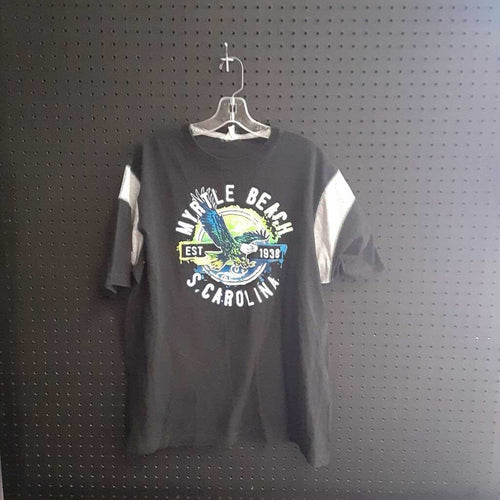 MYRTLE BEACH
EST 1938
S. CAROLINA